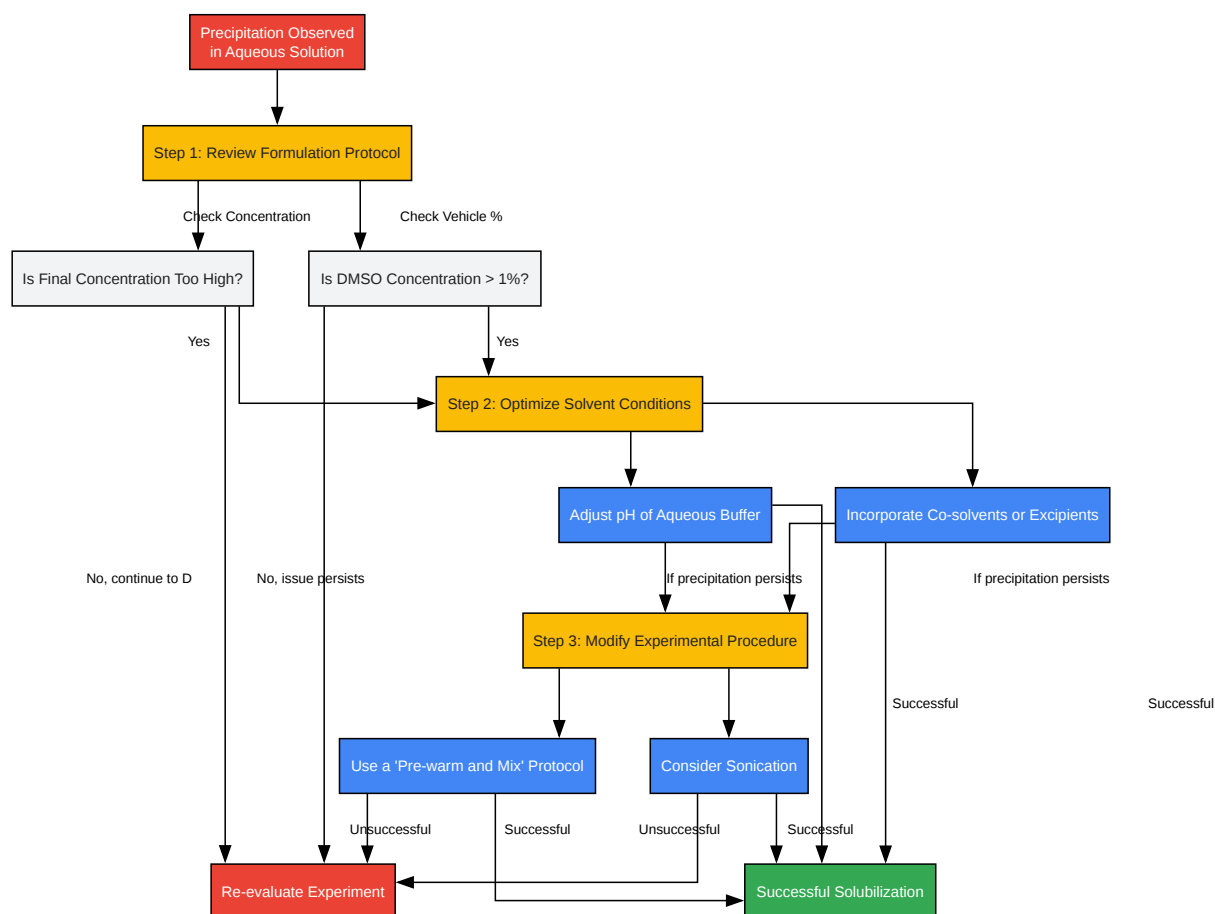 Precipitation Observed
in Aqueous Solution
Step 1: Review Formulation Protocol
Check Concentration
Check Vehicle %
Is Final Concentration Too High?
Is DMSO Concentration > 1%?
Yes
Yes
Step 2: Optimize Solvent Conditions
Adjust pH of Aqueous Buffer
Incorporate Co-solvents or Excipients
No, continue to D
No, issue persists
If precipitation persists
If precipitation persists
Step 3: Modify Experimental Procedure
Successful
Successful
Use a 'Pre-warm and Mix' Protocol
Consider Sonication
Unsuccessful
Successful
Unsuccessful
Successful
Re-evaluate Experiment
Successful Solubilization